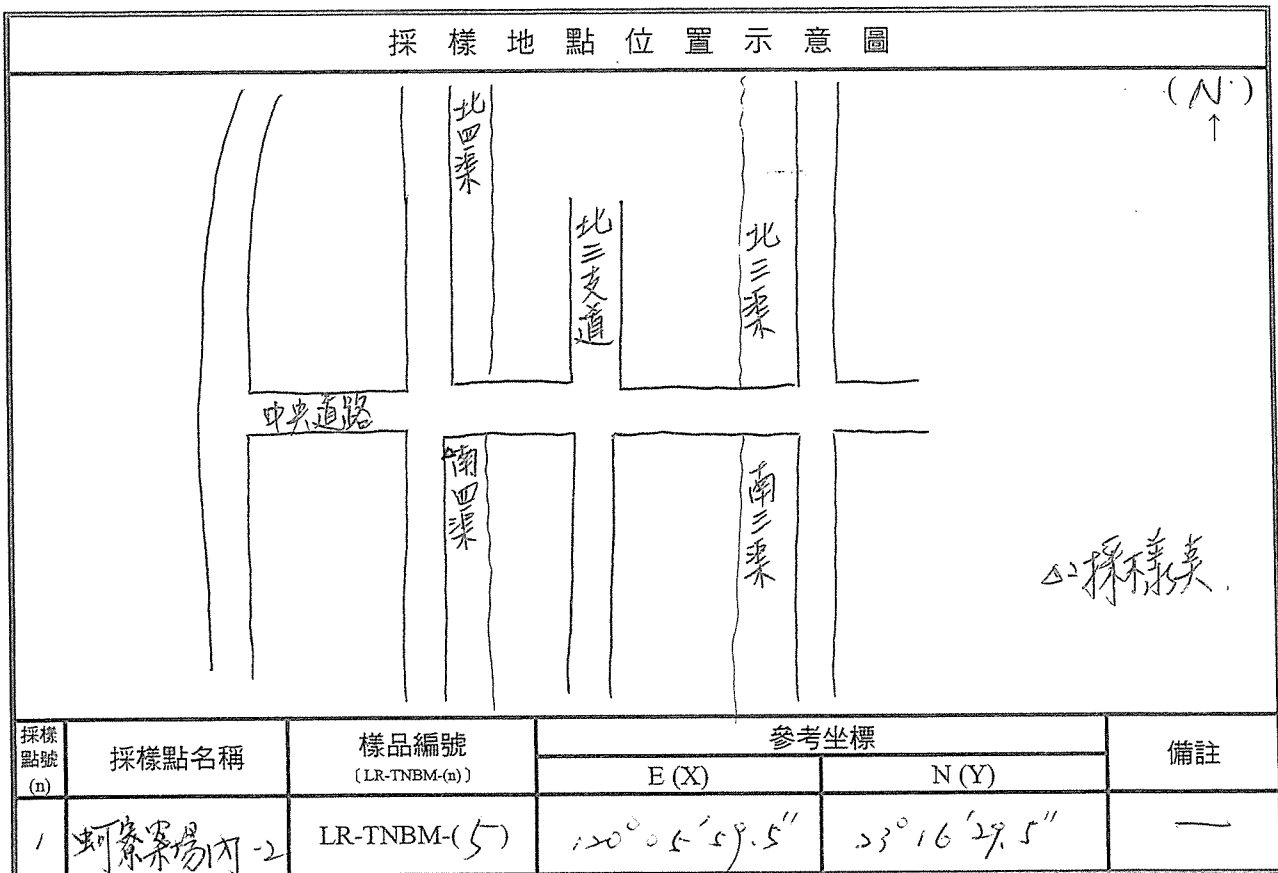 採樣地點位置示意圖
(N)
↑
北四渠
北三支道
北三渠
中央道路
南四渠
南三渠
△=採樣點.
採樣點號(n)
採樣點名稱
樣品編號
〔LR-TNBM-(n)〕
參考坐標
E (X)
N (Y)
備註
1
蚵寮案場內-2
LR-TNBM-(5)
120° 05' 59.5"
23° 16' 29.5"
—